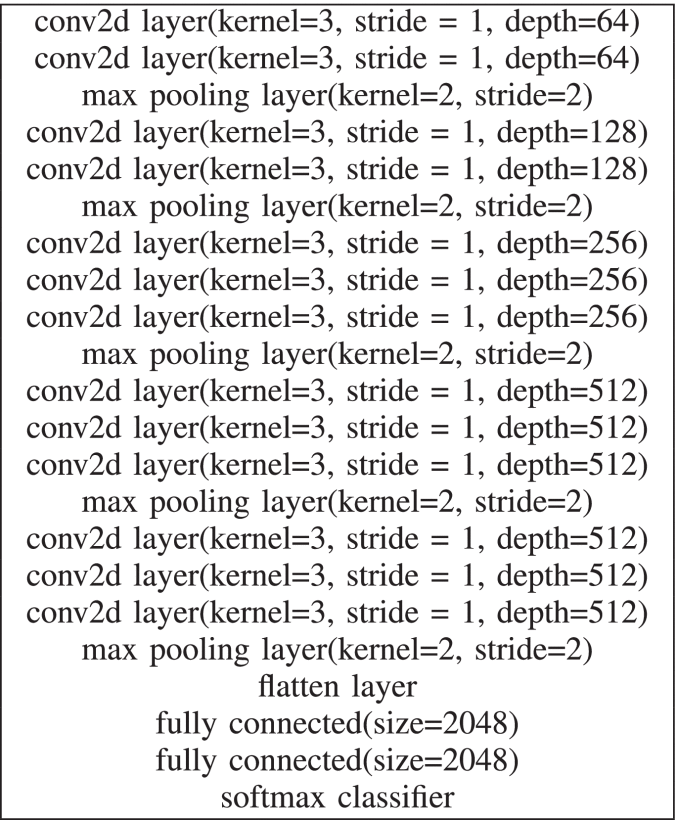 conv2d layer(kernel=3, stride = 1, depth=64)
conv2d layer(kernel=3, stride = 1, depth=64)
max pooling layer(kernel=2, stride=2)
conv2d layer(kernel=3, stride = 1, depth=128)
conv2d layer(kernel=3, stride = 1, depth=128)
max pooling layer(kernel=2, stride=2)
conv2d layer(kernel=3, stride = 1, depth=256)
conv2d layer(kernel=3, stride = 1, depth=256)
conv2d layer(kernel=3, stride = 1, depth=256)
max pooling layer(kernel=2, stride=2)
conv2d layer(kernel=3, stride = 1, depth=512)
conv2d layer(kernel=3, stride = 1, depth=512)
conv2d layer(kernel=3, stride = 1, depth=512)
max pooling layer(kernel=2, stride=2)
conv2d layer(kernel=3, stride = 1, depth=512)
conv2d layer(kernel=3, stride = 1, depth=512)
conv2d layer(kernel=3, stride = 1, depth=512)
max pooling layer(kernel=2, stride=2)
flatten layer
fully connected(size=2048)
fully connected(size=2048)
softmax classifier